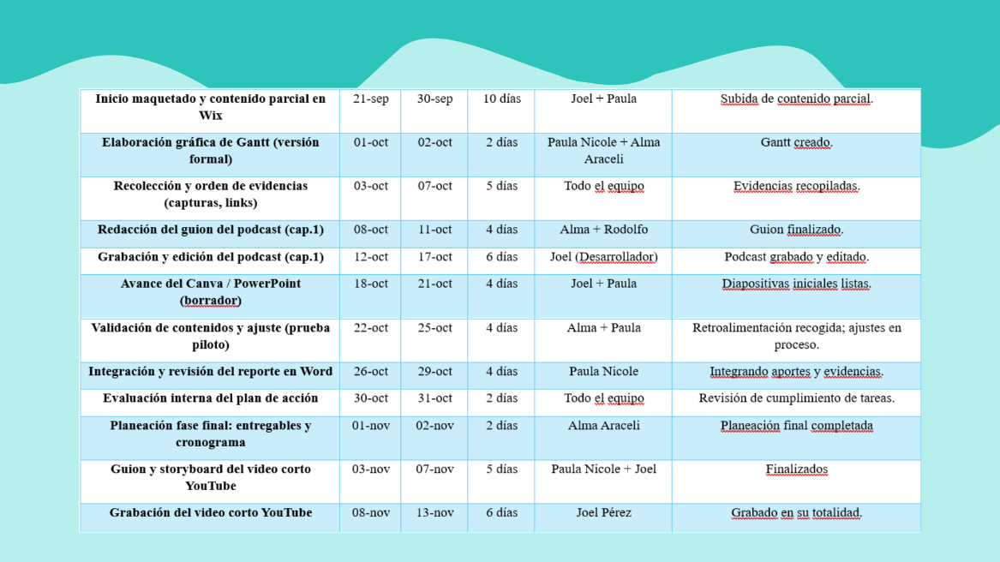 Inicio maquetado y contenido parcial en Wix 21-sep 30-sep 10 días Joel + Paula Subida de contenido parcial.
Elaboración gráfica de Gantt (versión formal) 01-oct 02-oct 2 días Paula Nicole + Alma Araceli Gantt creado.
Recolección y orden de evidencias (capturas, links) 03-oct 07-oct 5 días Todo el equipo Evidencias recopiladas.
Redacción del guion del podcast (cap.1) 08-oct 11-oct 4 días Alma + Rodolfo Guion finalizado.
Grabación y edición del podcast (cap.1) 12-oct 17-oct 6 días Joel (Desarrollador) Podcast grabado y editado.
Avance del Canva / PowerPoint (borrador) 18-oct 21-oct 4 días Joel + Paula Diapositivas iniciales listas.
Validación de contenidos y ajuste (prueba piloto) 22-oct 25-oct 4 días Alma + Paula Retroalimentación recogida; ajustes en proceso.
Integración y revisión del reporte en Word 26-oct 29-oct 4 días Paula Nicole Integrando aportes y evidencias.
Evaluación interna del plan de acción 30-oct 31-oct 2 días Todo el equipo Revisión de cumplimiento de tareas.
Planeación fase final: entregables y cronograma 01-nov 02-nov 2 días Alma Araceli Planeación final completada
Guion y storyboard del video corto YouTube 03-nov 07-nov 5 días Paula Nicole + Joel Finalizados
Grabación del video corto YouTube 08-nov 13-nov 6 días Joel Pérez Grabado en su totalidad.